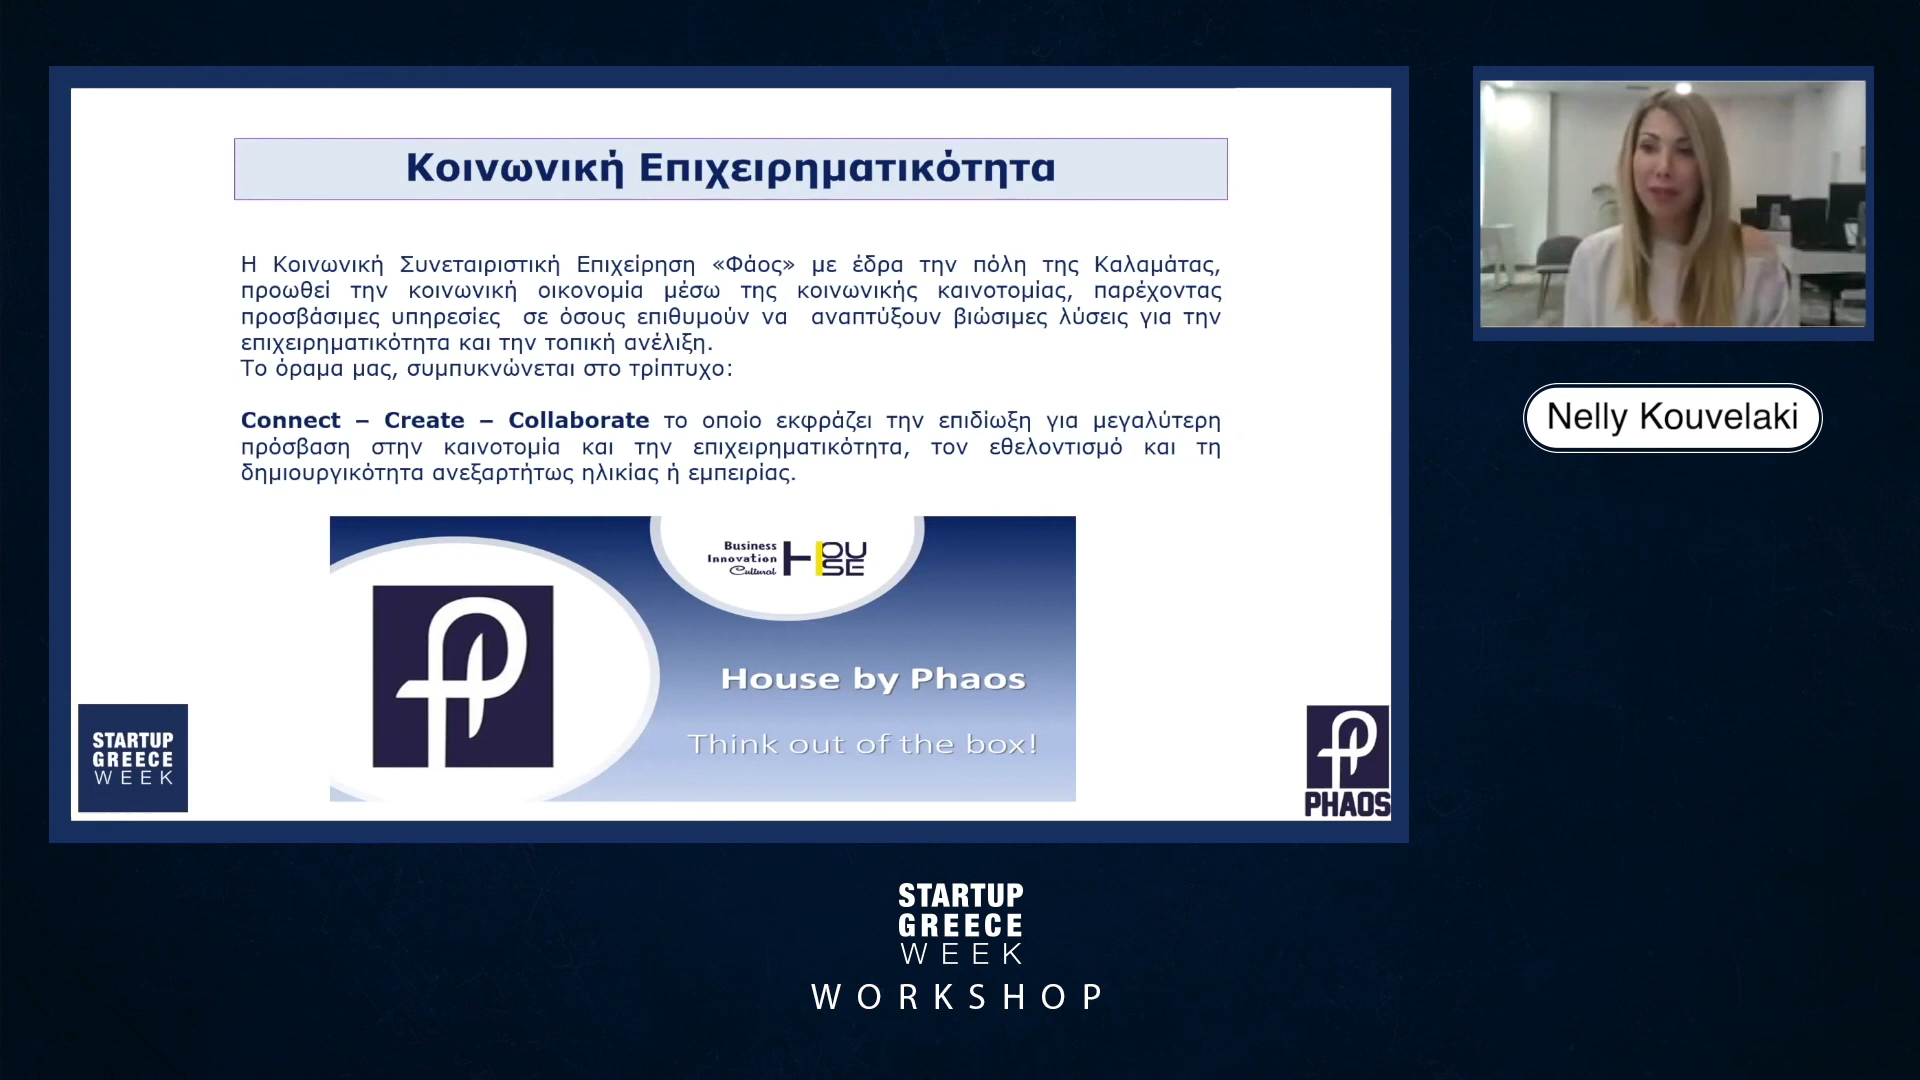 Κοινωνική Επιχειρηματικότητα
Η Κοινωνική Συνεταιριστική Επιχείρηση «Φάος» με έδρα την πόλη της Καλαμάτας,
προωθεί την κοινωνική οικονομία μέσω της κοινωνικής καινοτομίας, παρέχοντας
προσβάσιμες υπηρεσίες σε όσους επιθυμούν να αναπτύξουν βιώσιμες λύσεις για την
επιχειρηματικότητα και την τοπική ανέλιξη.
Το όραμα μας, συμπυκνώνεται στο τρίπτυχο:
Connect – Create – Collaborate το οποίο εκφράζει την επιδίωξη για μεγαλύτερη
πρόσβαση στην καινοτομία και την επιχειρηματικότητα, τον εθελοντισμό και τη
δημιουργικότητα ανεξαρτήτως ηλικίας ή εμπειρίας.
Business
Innovation
Cultural
HOUSE
House by Phaos
Think out of the box!
STARTUP
GREECE
WEEK
PHAOS
Nelly Kouvelaki
STARTUP
GREECE
WEEK
WORKSHOP